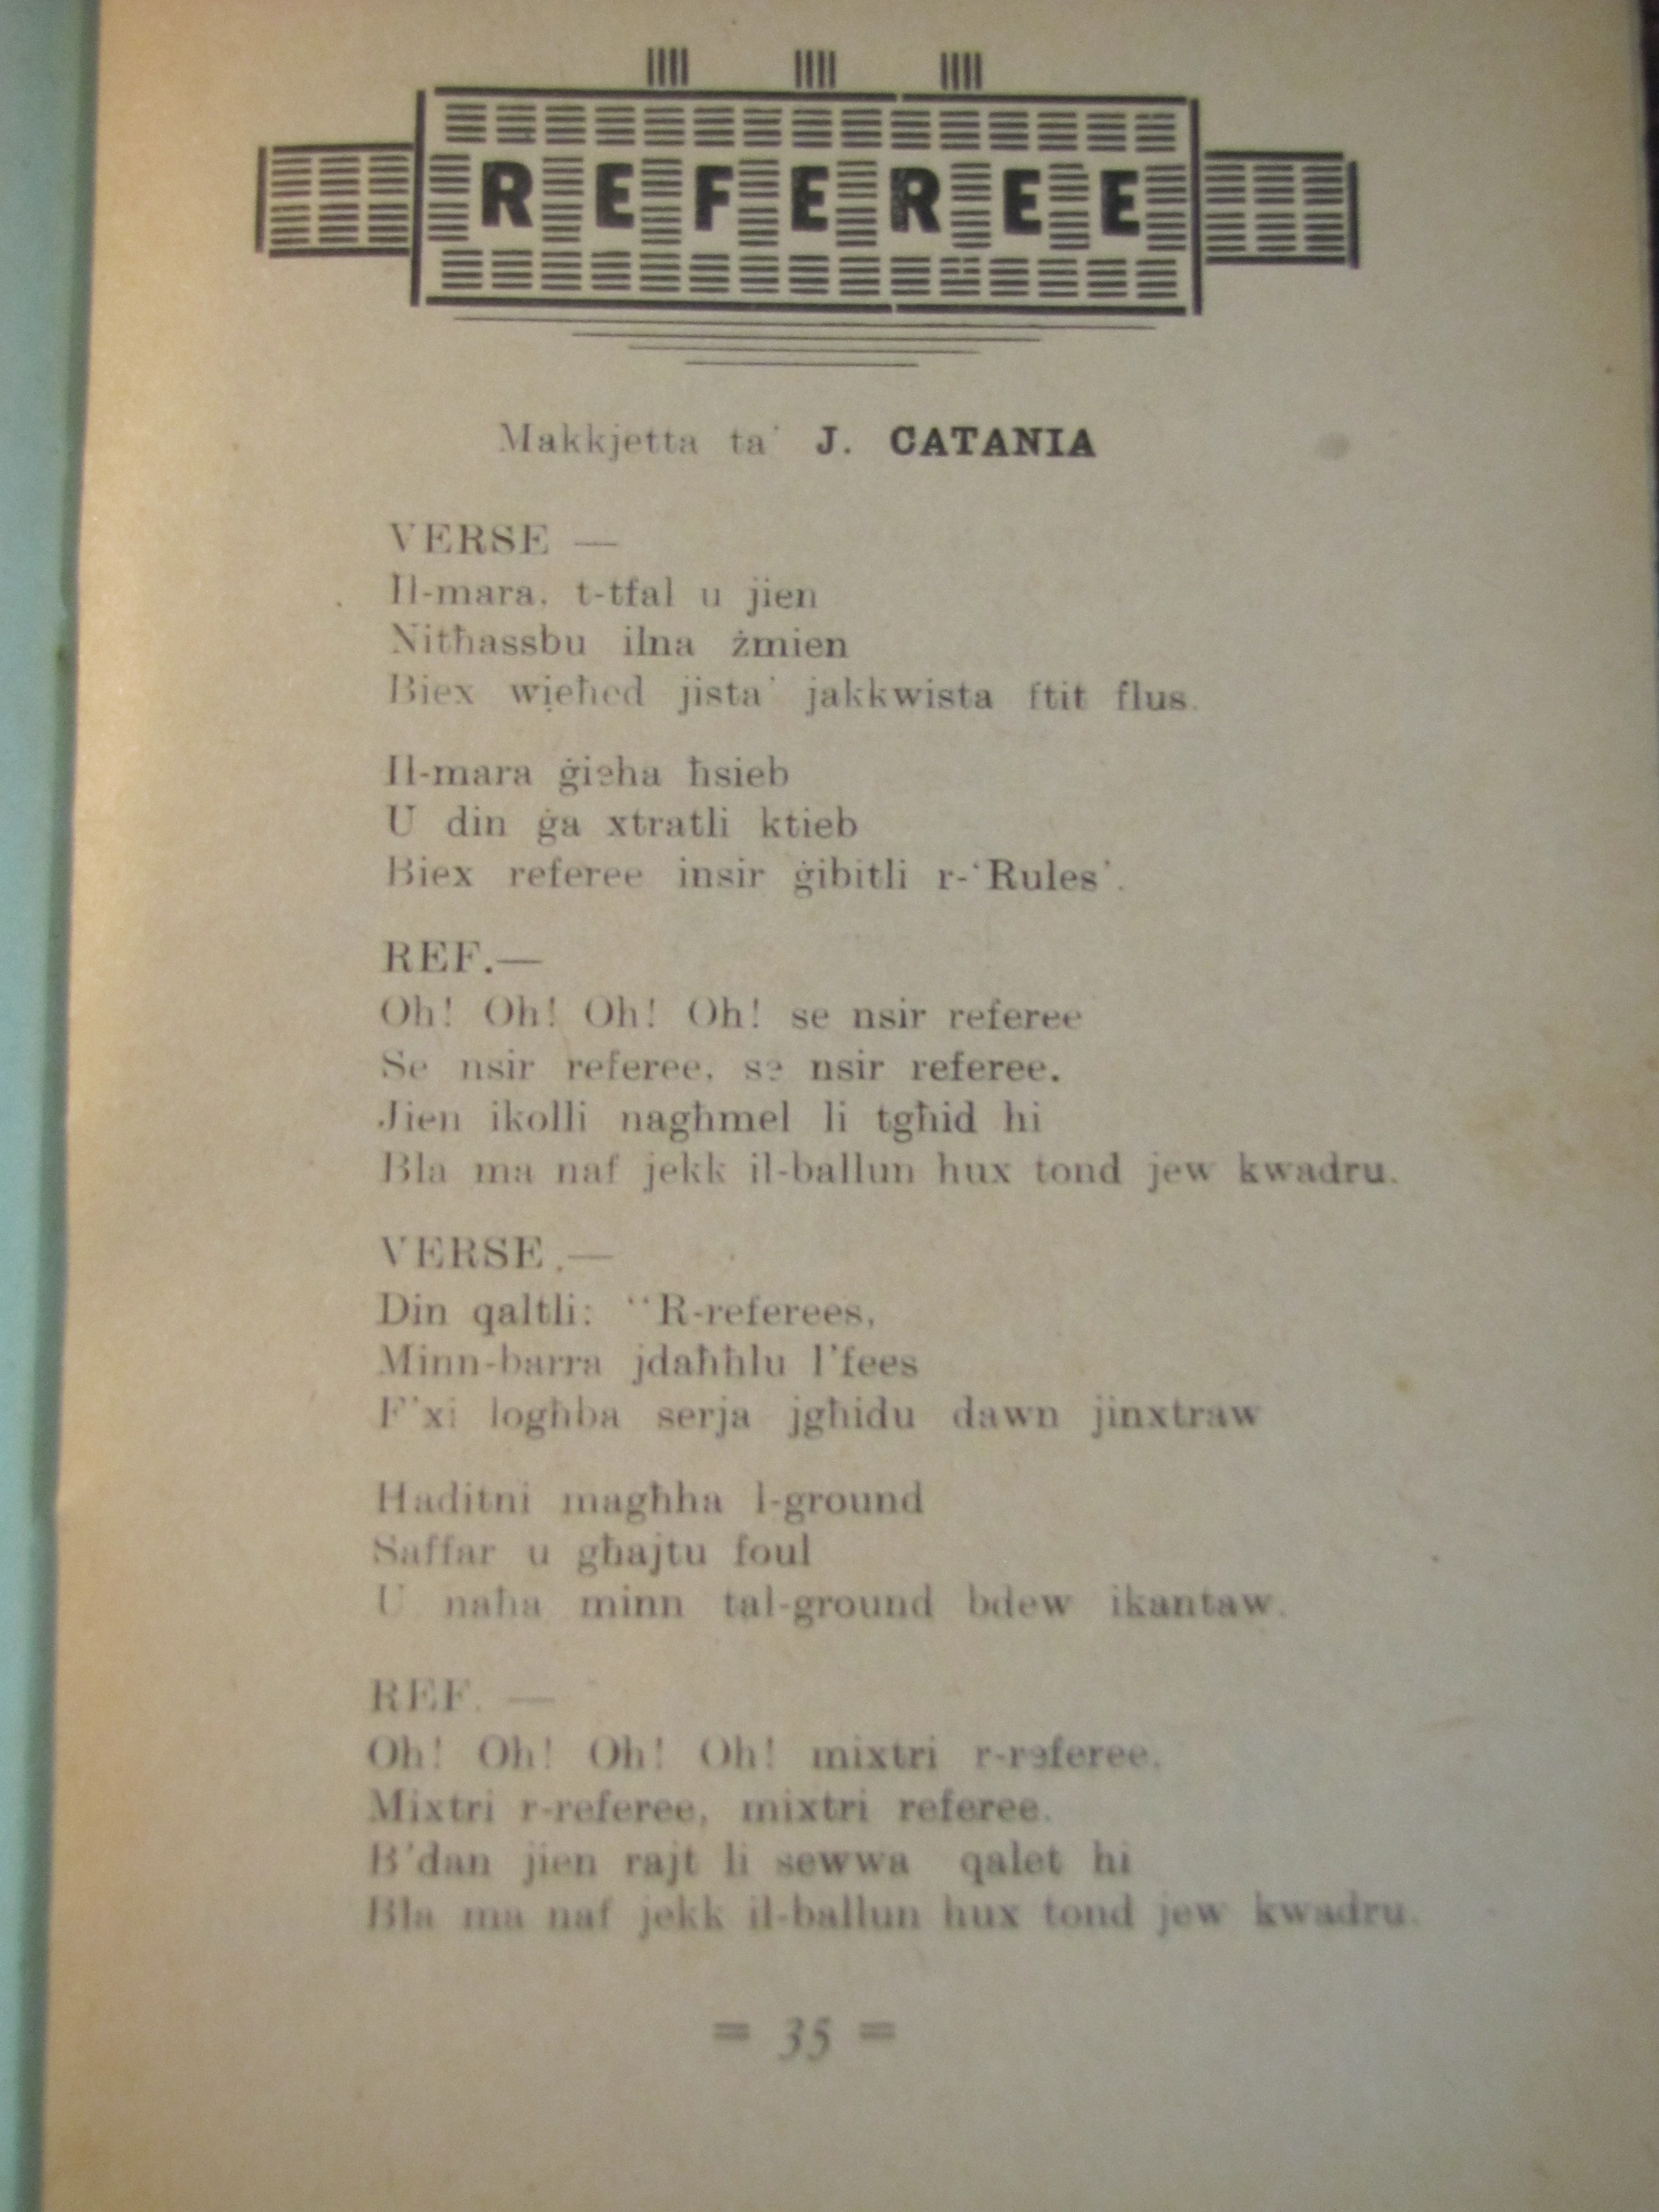 REFEREE
Makkjetta ta' J. CATANIA
VERSE —
Il-mara, t-tfal u jien
Nitħassbu ilna żmien
Biex wieħed jista' jakkwista ftit flus.
Il-mara ġieha ħsieb
U din ġa xtratli ktieb
Biex referee insir ġibitli r-'Rules'.
REF.—
Oh! Oh! Oh! Oh! se nsir referee
Se nsir referee, se nsir referee.
Jien ikolli nagħmel li tgħid hi
Bla ma naf jekk il-ballun hux tond jew kwadru.
VERSE.—
Din qaltli: "R-referees,
Minn-barra jdaħħlu l'fees
F'xi logħba serja jgħidu dawn jinxtraw
Haditni magħha l-ground
Saffar u għajtu foul
U naħa minn tal-ground bdew ikantaw.
REF. —
Oh! Oh! Oh! Oh! mixtri r-referee,
Mixtri r-referee, mixtri referee.
B'dan jien rajt li sewwa qalet hi
Bla ma naf jekk il-ballun hux tond jew kwadru.
= 35 =